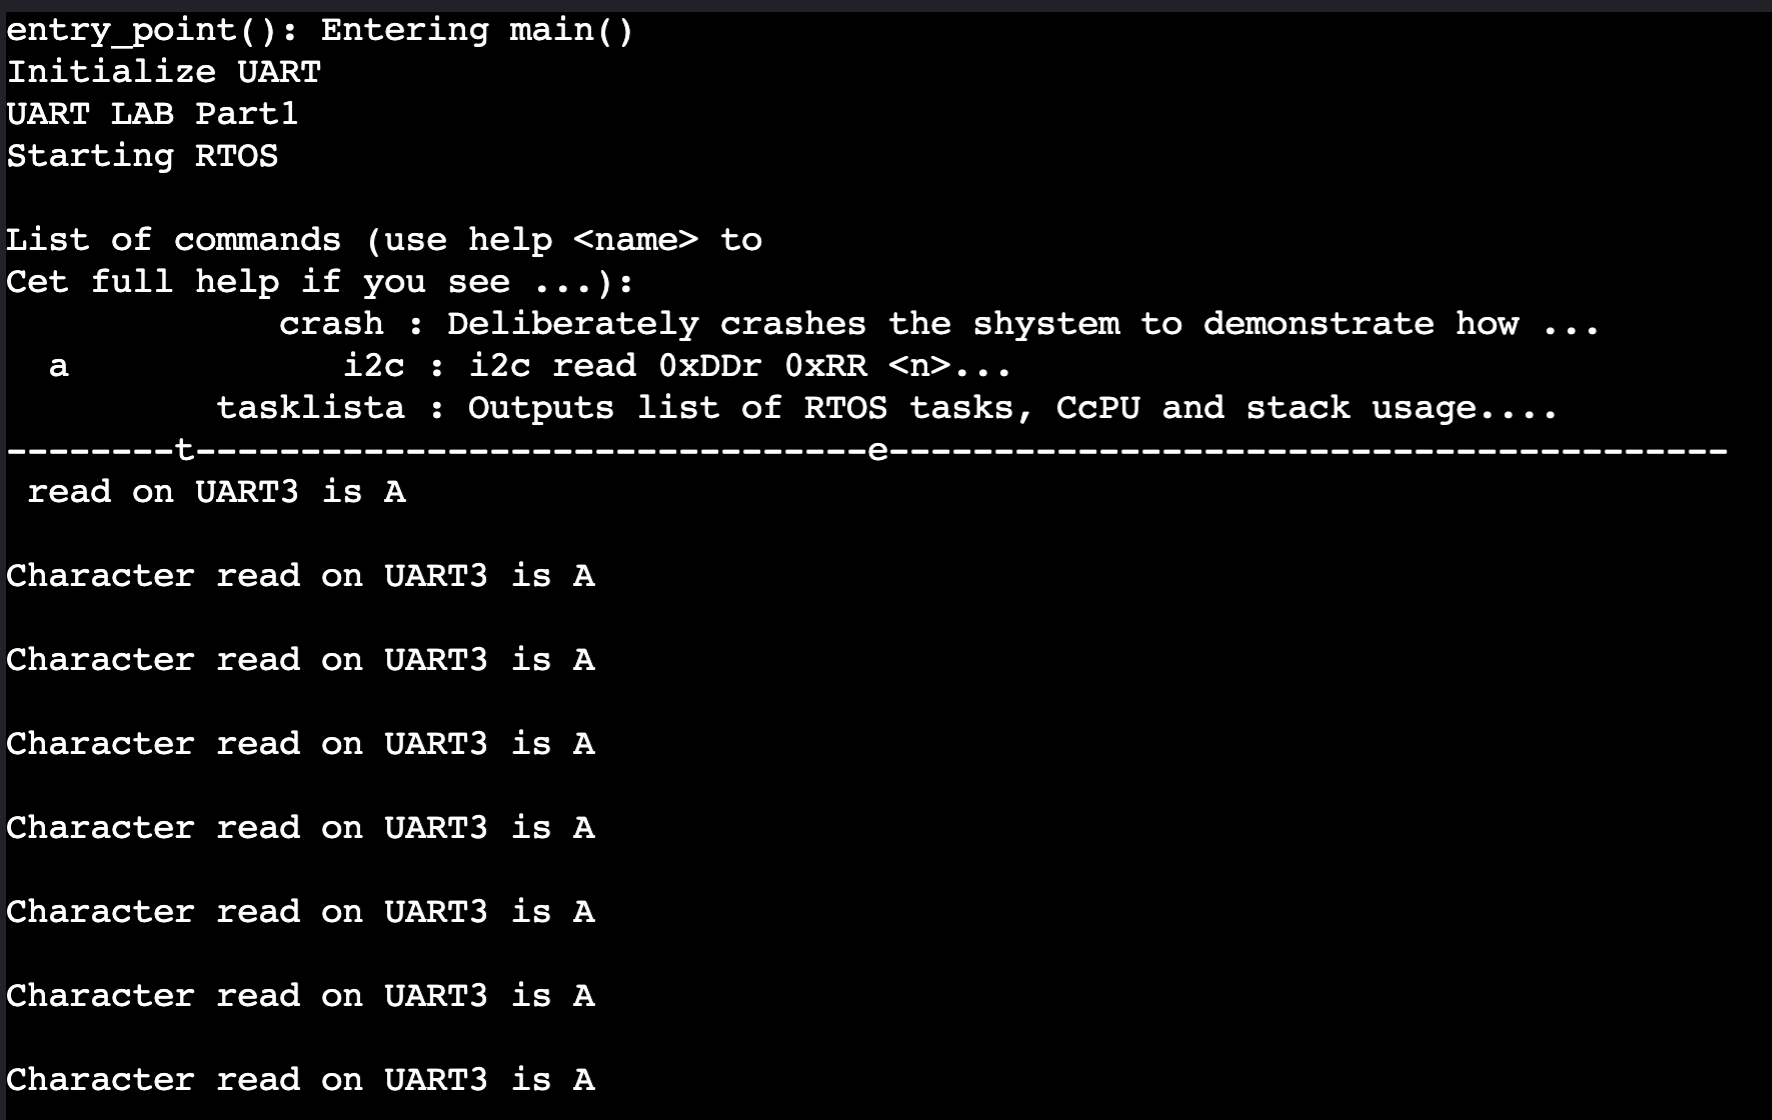 entry_point(): Entering main()
Initialize UART
UART LAB Part1
Starting RTOS
List of commands (use help <name> to
Cet full help if you see ...):
             crash : Deliberately crashes the shystem to demonstrate how ...
  a             i2c : i2c read 0xDDr 0xRR <n>...
          tasklista : Outputs list of RTOS tasks, CcPU and stack usage....
--------t--------------------------------e----------------------------------------
 read on UART3 is A
Character read on UART3 is A
Character read on UART3 is A
Character read on UART3 is A
Character read on UART3 is A
Character read on UART3 is A
Character read on UART3 is A
Character read on UART3 is A